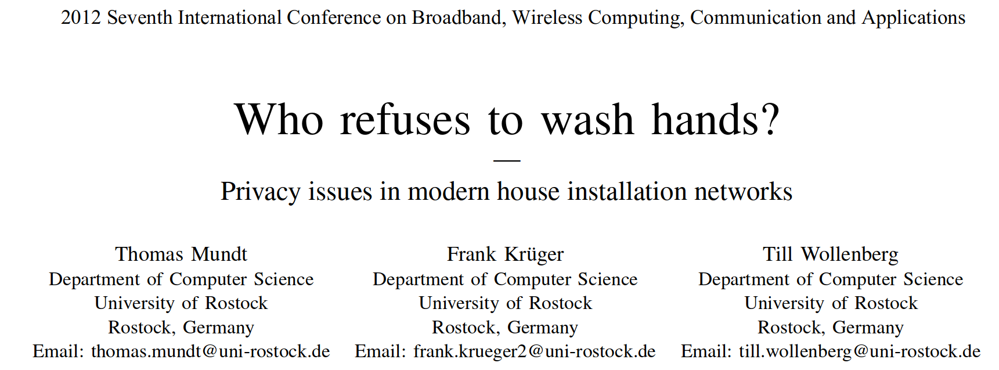 2012 Seventh International Conference on Broadband, Wireless Computing, Communication and Applications
Who refuses to wash hands?
—
Privacy issues in modern house installation networks
Thomas Mundt
Department of Computer Science
University of Rostock
Rostock, Germany
Email: thomas.mundt@uni-rostock.de
Frank Krüger
Department of Computer Science
University of Rostock
Rostock, Germany
Email: frank.krueger2@uni-rostock.de
Till Wollenberg
Department of Computer Science
University of Rostock
Rostock, Germany
Email: till.wollenberg@uni-rostock.de